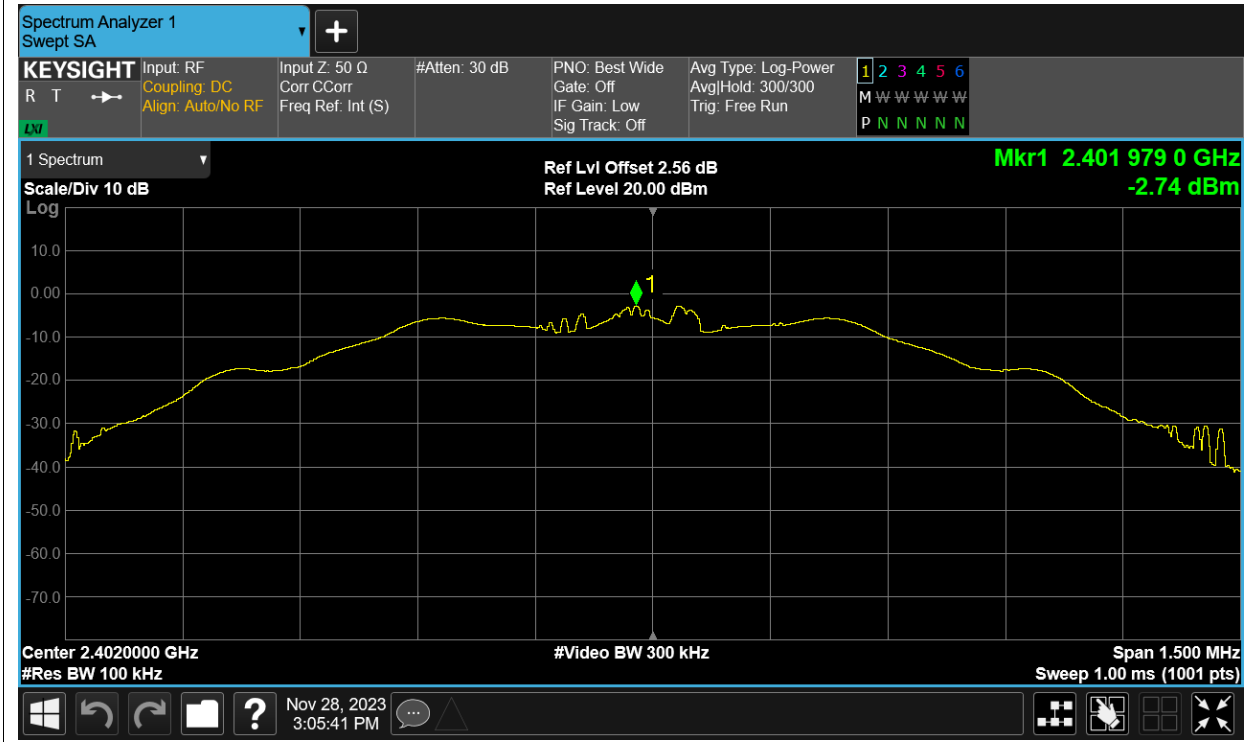 Spectrum Analyzer 1
Swept SA
+
KEYSIGHT
R T
LXI
Input: RF
Coupling: DC
Align: Auto/No RF
Input Z: 50 Ω
Corr CCorr
Freq Ref: Int (S)
#Atten: 30 dB
PNO: Best Wide
Gate: Off
IF Gain: Low
Sig Track: Off
Avg Type: Log-Power
Avg|Hold: 300/300
Trig: Free Run
1 2 3 4 5 6
M W W W W W
P N N N N N
1 Spectrum
Scale/Div 10 dB
Log
Ref Lvl Offset 2.56 dB
Ref Level 20.00 dBm
Mkr1 2.401 979 0 GHz
-2.74 dBm
1
10.0
0.00
-10.0
-20.0
-30.0
-40.0
-50.0
-60.0
-70.0
Center 2.4020000 GHz
#Res BW 100 kHz
#Video BW 300 kHz
Span 1.500 MHz
Sweep 1.00 ms (1001 pts)
?
Nov 28, 2023
3:05:41 PM